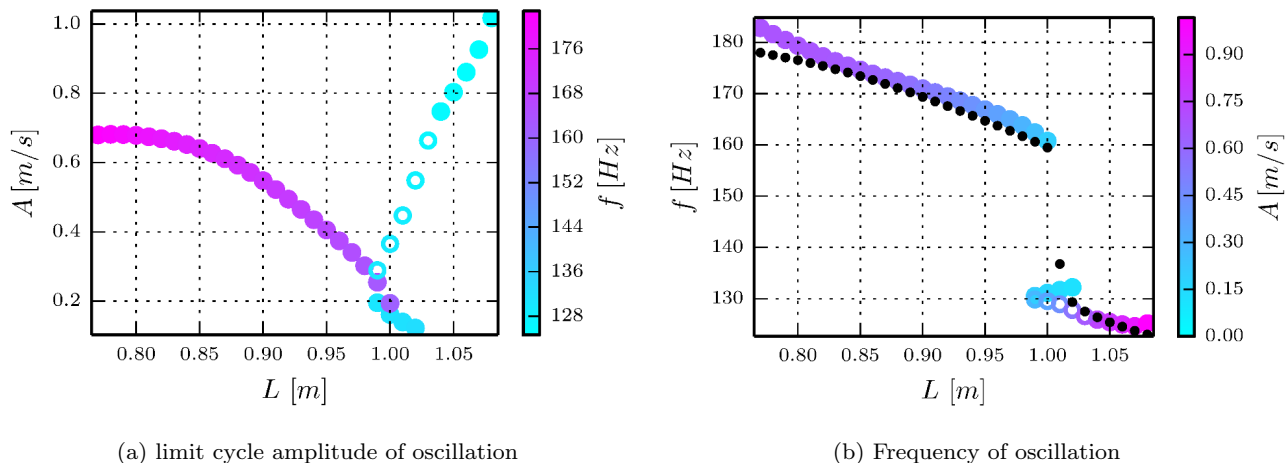 1.0
0.8
0.6
0.4
0.2
A [m/s]
0.80 0.85 0.90 0.95 1.00 1.05
L [m]
176
168
160
152
144
136
128
f [Hz]
(a) limit cycle amplitude of oscillation
180
170
160
150
140
130
f [Hz]
0.80 0.85 0.90 0.95 1.00 1.05
L [m]
0.90
0.75
0.60
0.45
0.30
0.15
0.00
A [m/s]
(b) Frequency of oscillation